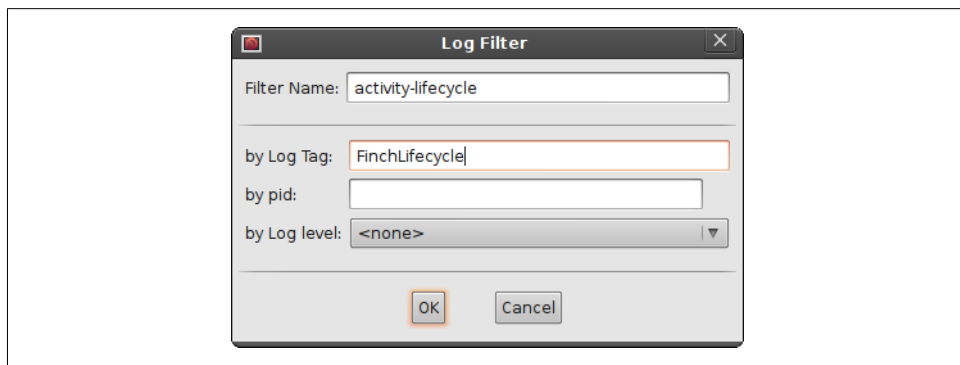 Log Filter
Filter Name: activity-lifecycle
by Log Tag: FinchLifecycle
by pid:
by Log level: <none>
OK Cancel